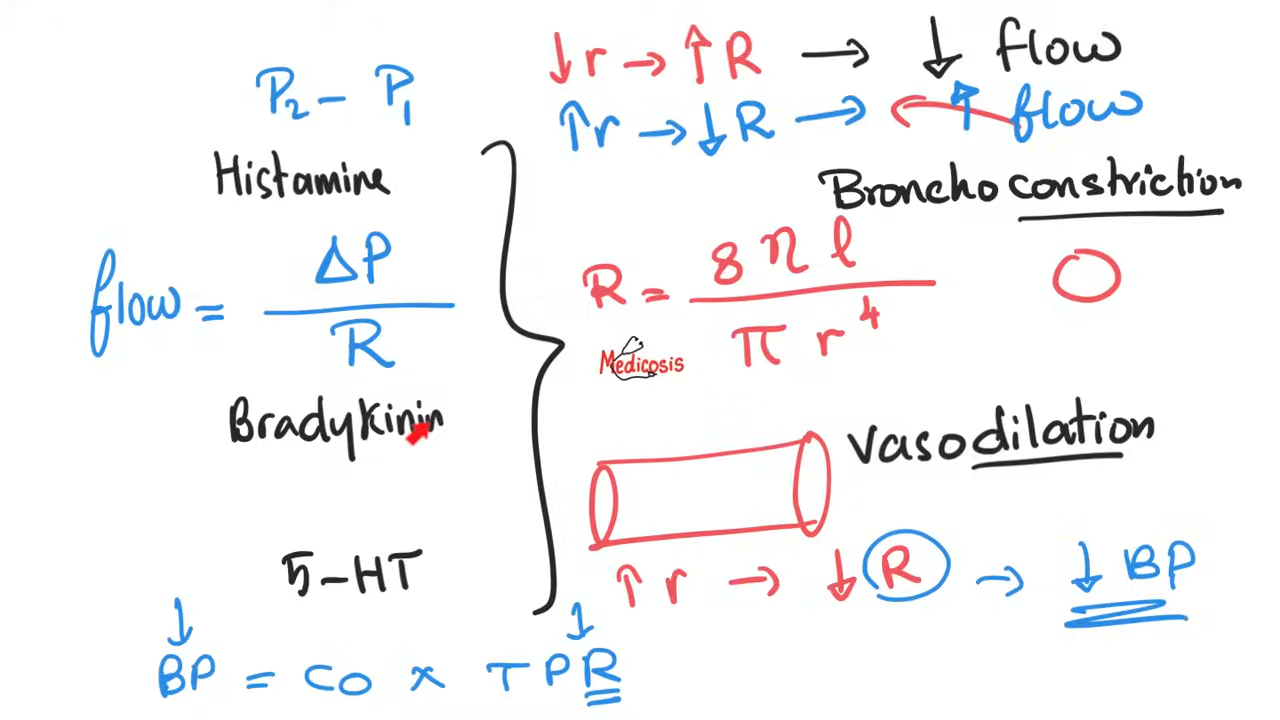 ↓r → ↑R → ↓ flow
P₂ - P₁
↑r → ↓R → ↑ flow
Histamine
Bronchoconstriction
flow = ΔP / R
R = 8 η l / π r⁴
Medicosis
Bradykinin
Vasodilation
5-HT
↑ r → ↓ R → ↓ BP
↓ ↓
BP = CO × TPR